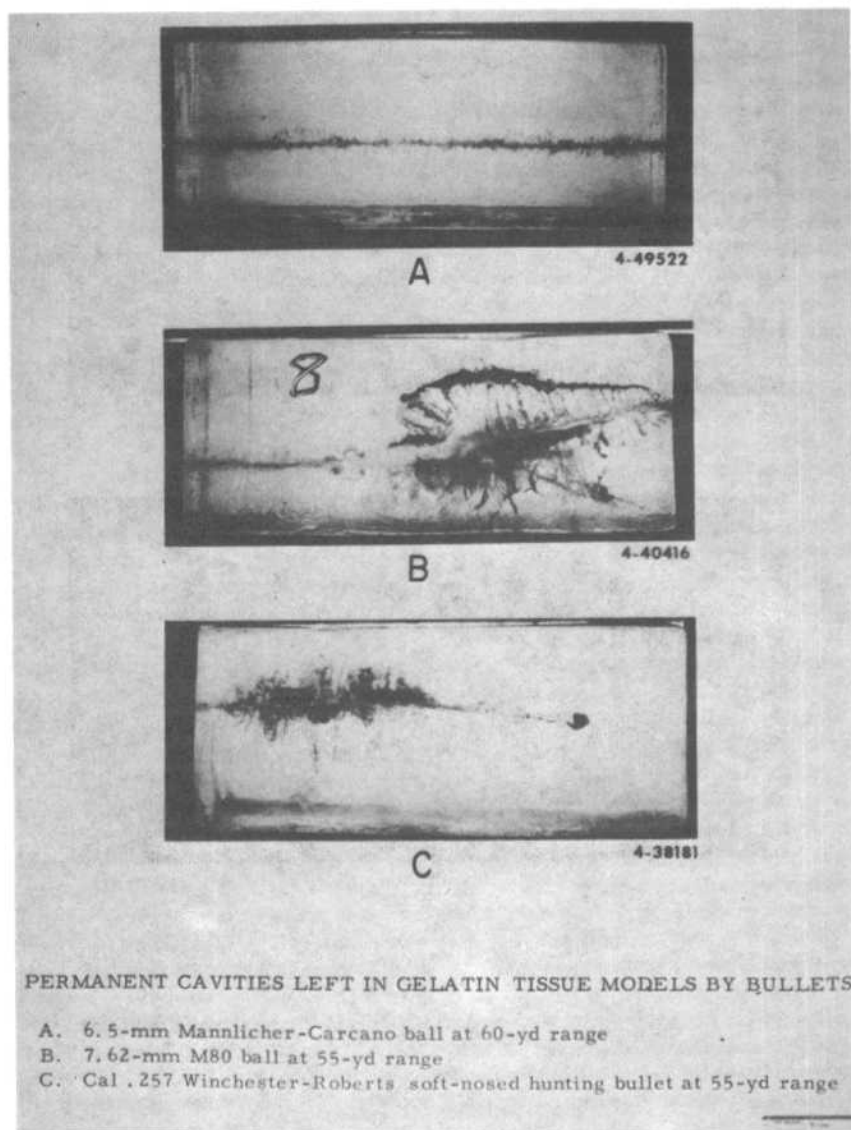 A
4-49522
8
B
4-40416
C
4-38181
PERMANENT CAVITIES LEFT IN GELATIN TISSUE MODELS BY BULLETS
A. 6.5-mm Mannlicher-Carcano ball at 60-yd range
B. 7.62-mm M80 ball at 55-yd range
C. Cal .257 Winchester-Roberts soft-nosed hunting bullet at 55-yd range